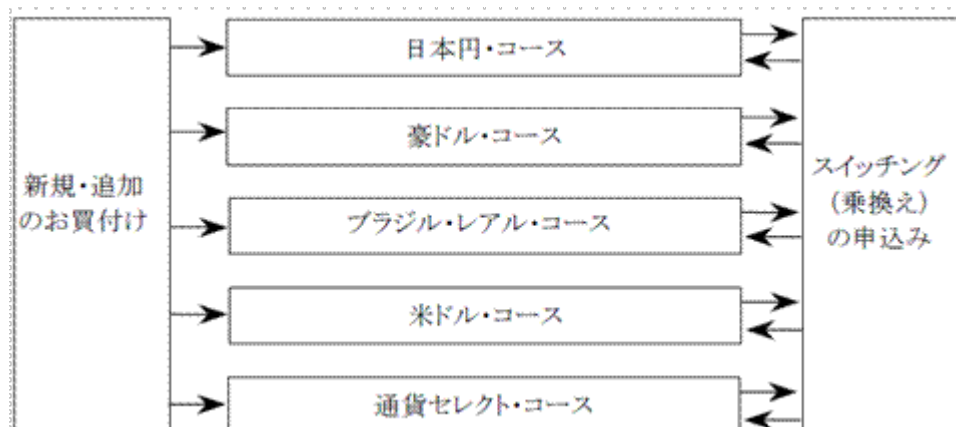 新規・追加
のお買付け
日本円・コース
豪ドル・コース
ブラジル・レアル・コース
米ドル・コース
通貨セレクト・コース
スイッチング
(乗換え)
の申込み